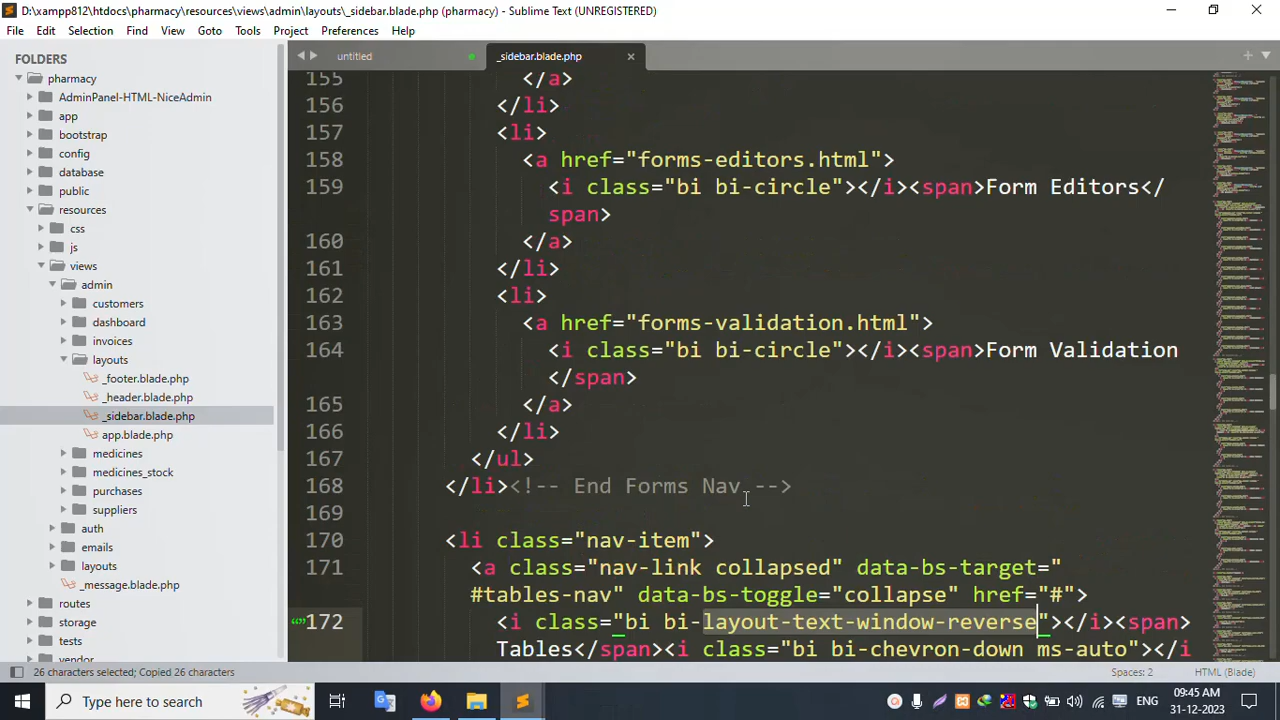 D:\xampp812\htdocs\pharmacy\resources\views\admin\layouts\_sidebar.blade.php (pharmacy) - Sublime Text (UNREGISTERED)
File Edit Selection Find View Goto Tools Project Preferences Help
FOLDERS
pharmacy
AdminPanel-HTML-NiceAdmin
app
bootstrap
config
database
public
resources
css
js
views
admin
customers
dashboard
invoices
layouts
_footer.blade.php
_header.blade.php
_sidebar.blade.php
app.blade.php
medicines
medicines_stock
purchases
suppliers
auth
emails
layouts
_message.blade.php
routes
storage
tests
vendor
untitled
_sidebar.blade.php
155 </a>
156 </li>
157 <li>
158 <a href="forms-editors.html">
159 <i class="bi bi-circle"></i><span>Form Editors</
span>
160 </a>
161 </li>
162 <li>
163 <a href="forms-validation.html">
164 <i class="bi bi-circle"></i><span>Form Validation
</span>
165 </a>
166 </li>
167 </ul>
168 </li><!-- End Forms Nav -->
169
170 <li class="nav-item">
171 <a class="nav-link collapsed" data-bs-target="
#tables-nav" data-bs-toggle="collapse" href="#">
172 <i class="bi bi-layout-text-window-reverse"></i><span>
Tables</span><i class="bi bi-chevron-down ms-auto"></i
26 characters selected; Copied 26 characters
Spaces: 2
HTML (Blade)
Type here to search
ENG
09:45 AM
31-12-2023